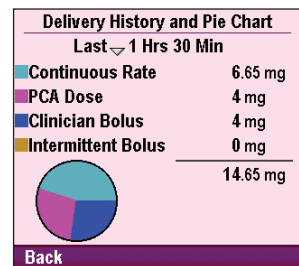 Delivery History and Pie Chart
Last 1 Hrs 30 Min
Continuous Rate 6.65 mg
PCA Dose 4 mg
Clinician Bolus 4 mg
Intermittent Bolus 0 mg
14.65 mg
Back